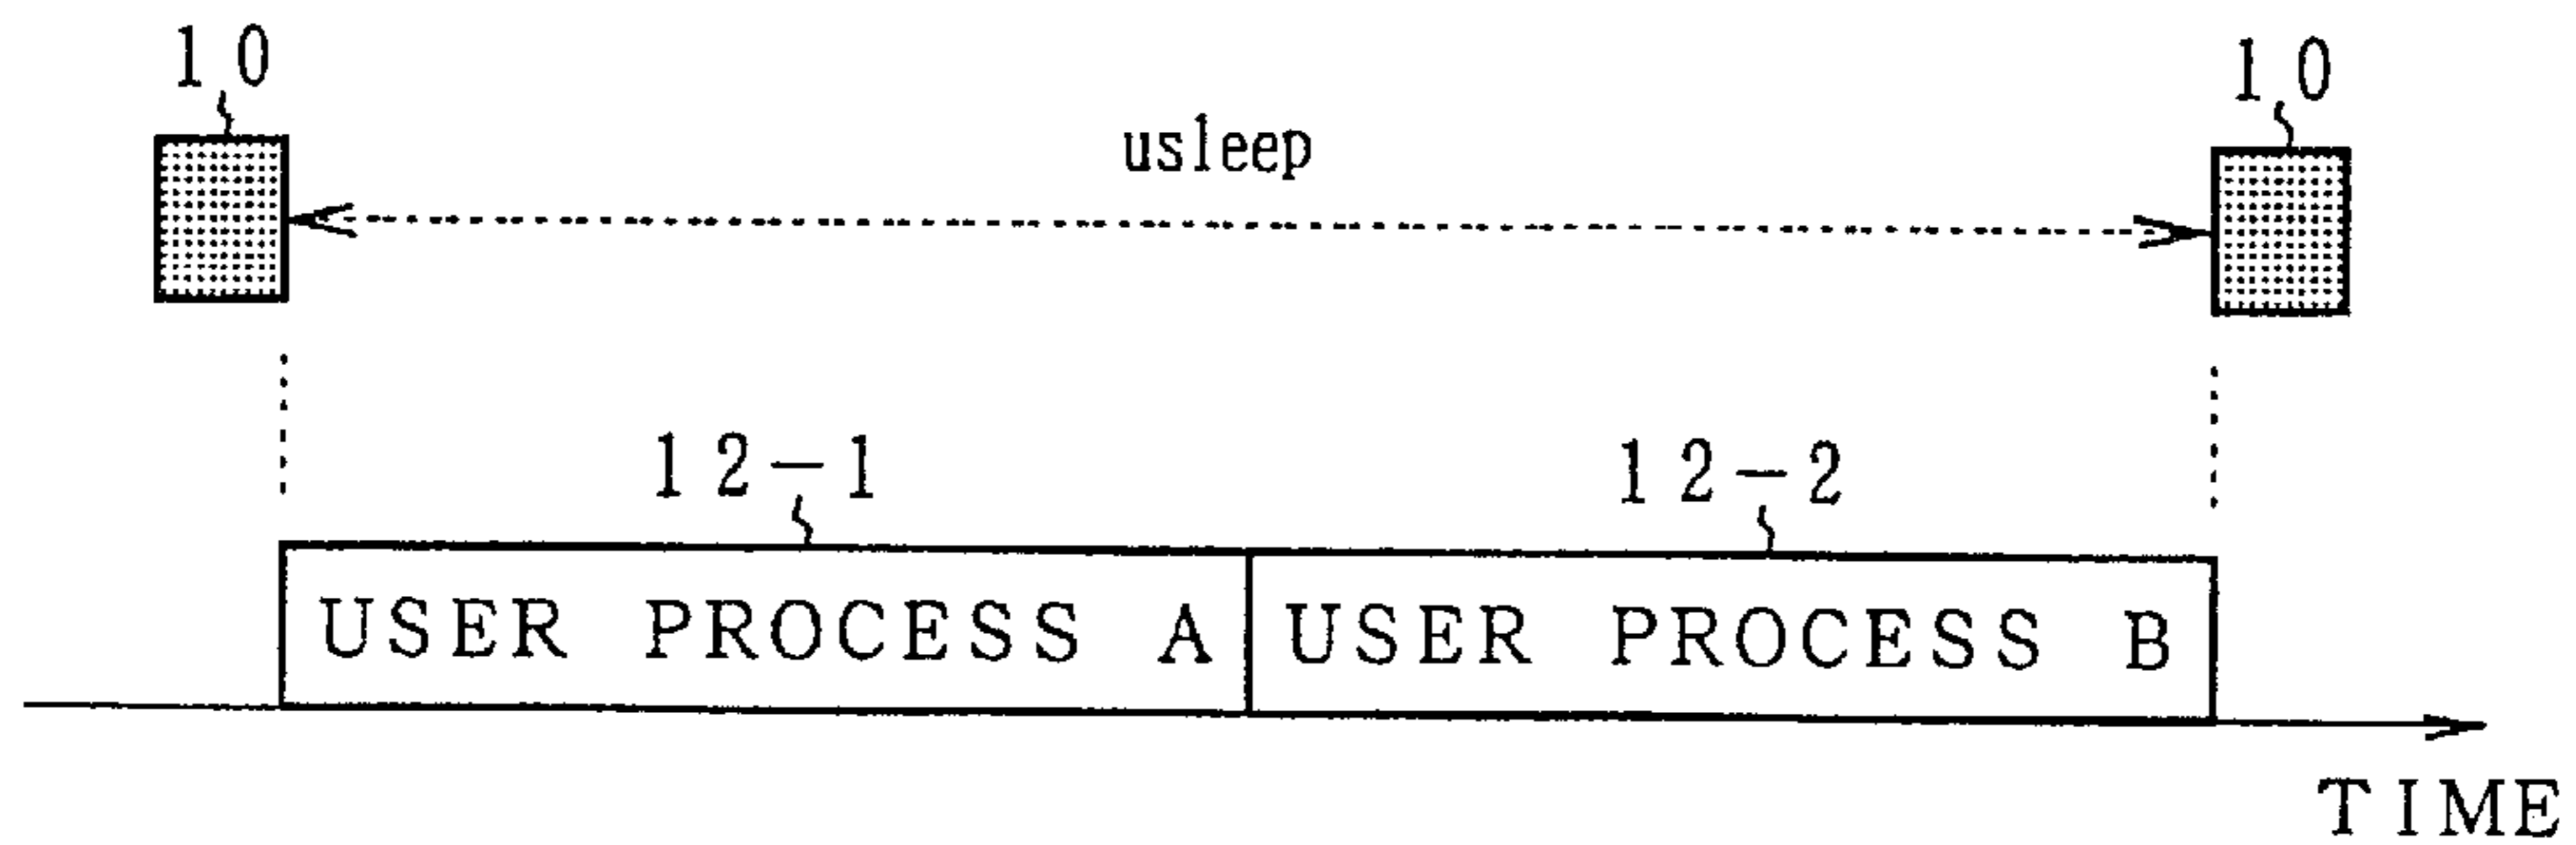 10 10
usleep
12-1 12-2
USER PROCESS A USER PROCESS B
TIME